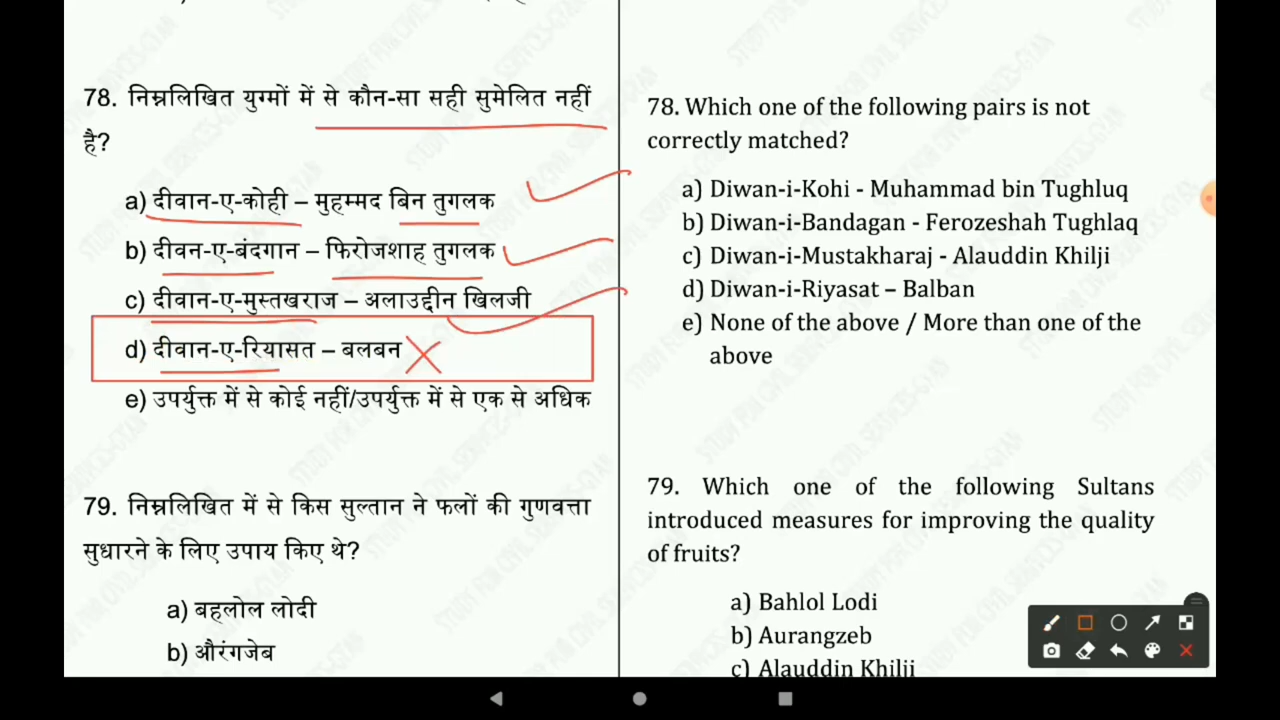 78. निम्नलिखित युग्मों में से कौन-सा सही सुमेलित नहीं
है?
a) दीवान-ए-कोही – मुहम्मद बिन तुगलक
b) दीवन-ए-बंदगान – फिरोजशाह तुगलक
c) दीवान-ए-मुस्तखराज – अलाउद्दीन खिलजी
d) दीवान-ए-रियासत – बलबन
e) उपर्युक्त में से कोई नहीं/उपर्युक्त में से एक से अधिक
79. निम्नलिखित में से किस सुल्तान ने फलों की गुणवत्ता
सुधारने के लिए उपाय किए थे?
a) बहलोल लोदी
b) औरंगजेब
78. Which one of the following pairs is not
correctly matched?
a) Diwan-i-Kohi - Muhammad bin Tughluq
b) Diwan-i-Bandagan - Ferozeshah Tughlaq
c) Diwan-i-Mustakharaj - Alauddin Khilji
d) Diwan-i-Riyasat – Balban
e) None of the above / More than one of the
above
79. Which one of the following Sultans
introduced measures for improving the quality
of fruits?
a) Bahlol Lodi
b) Aurangzeb
c) Alauddin Khilji